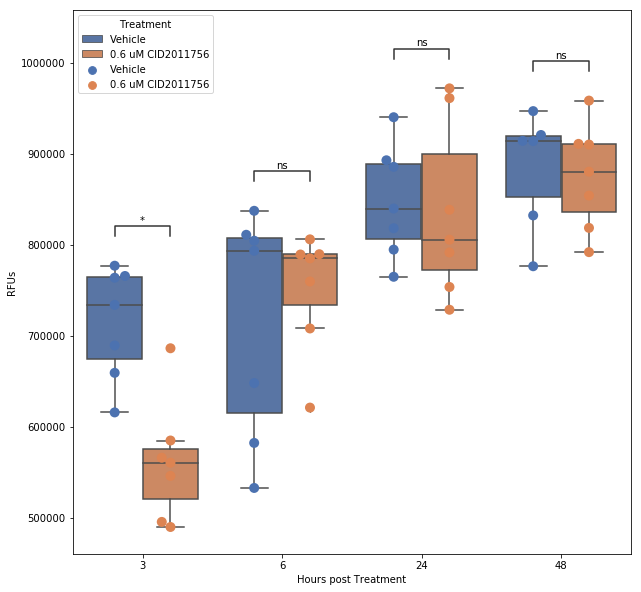 Treatment
Vehicle
0.6 uM CID2011756
Vehicle
0.6 uM CID2011756
1000000
900000
800000
700000
600000
500000
RFUs
*
ns
ns
ns
3 6 24 48
Hours post Treatment